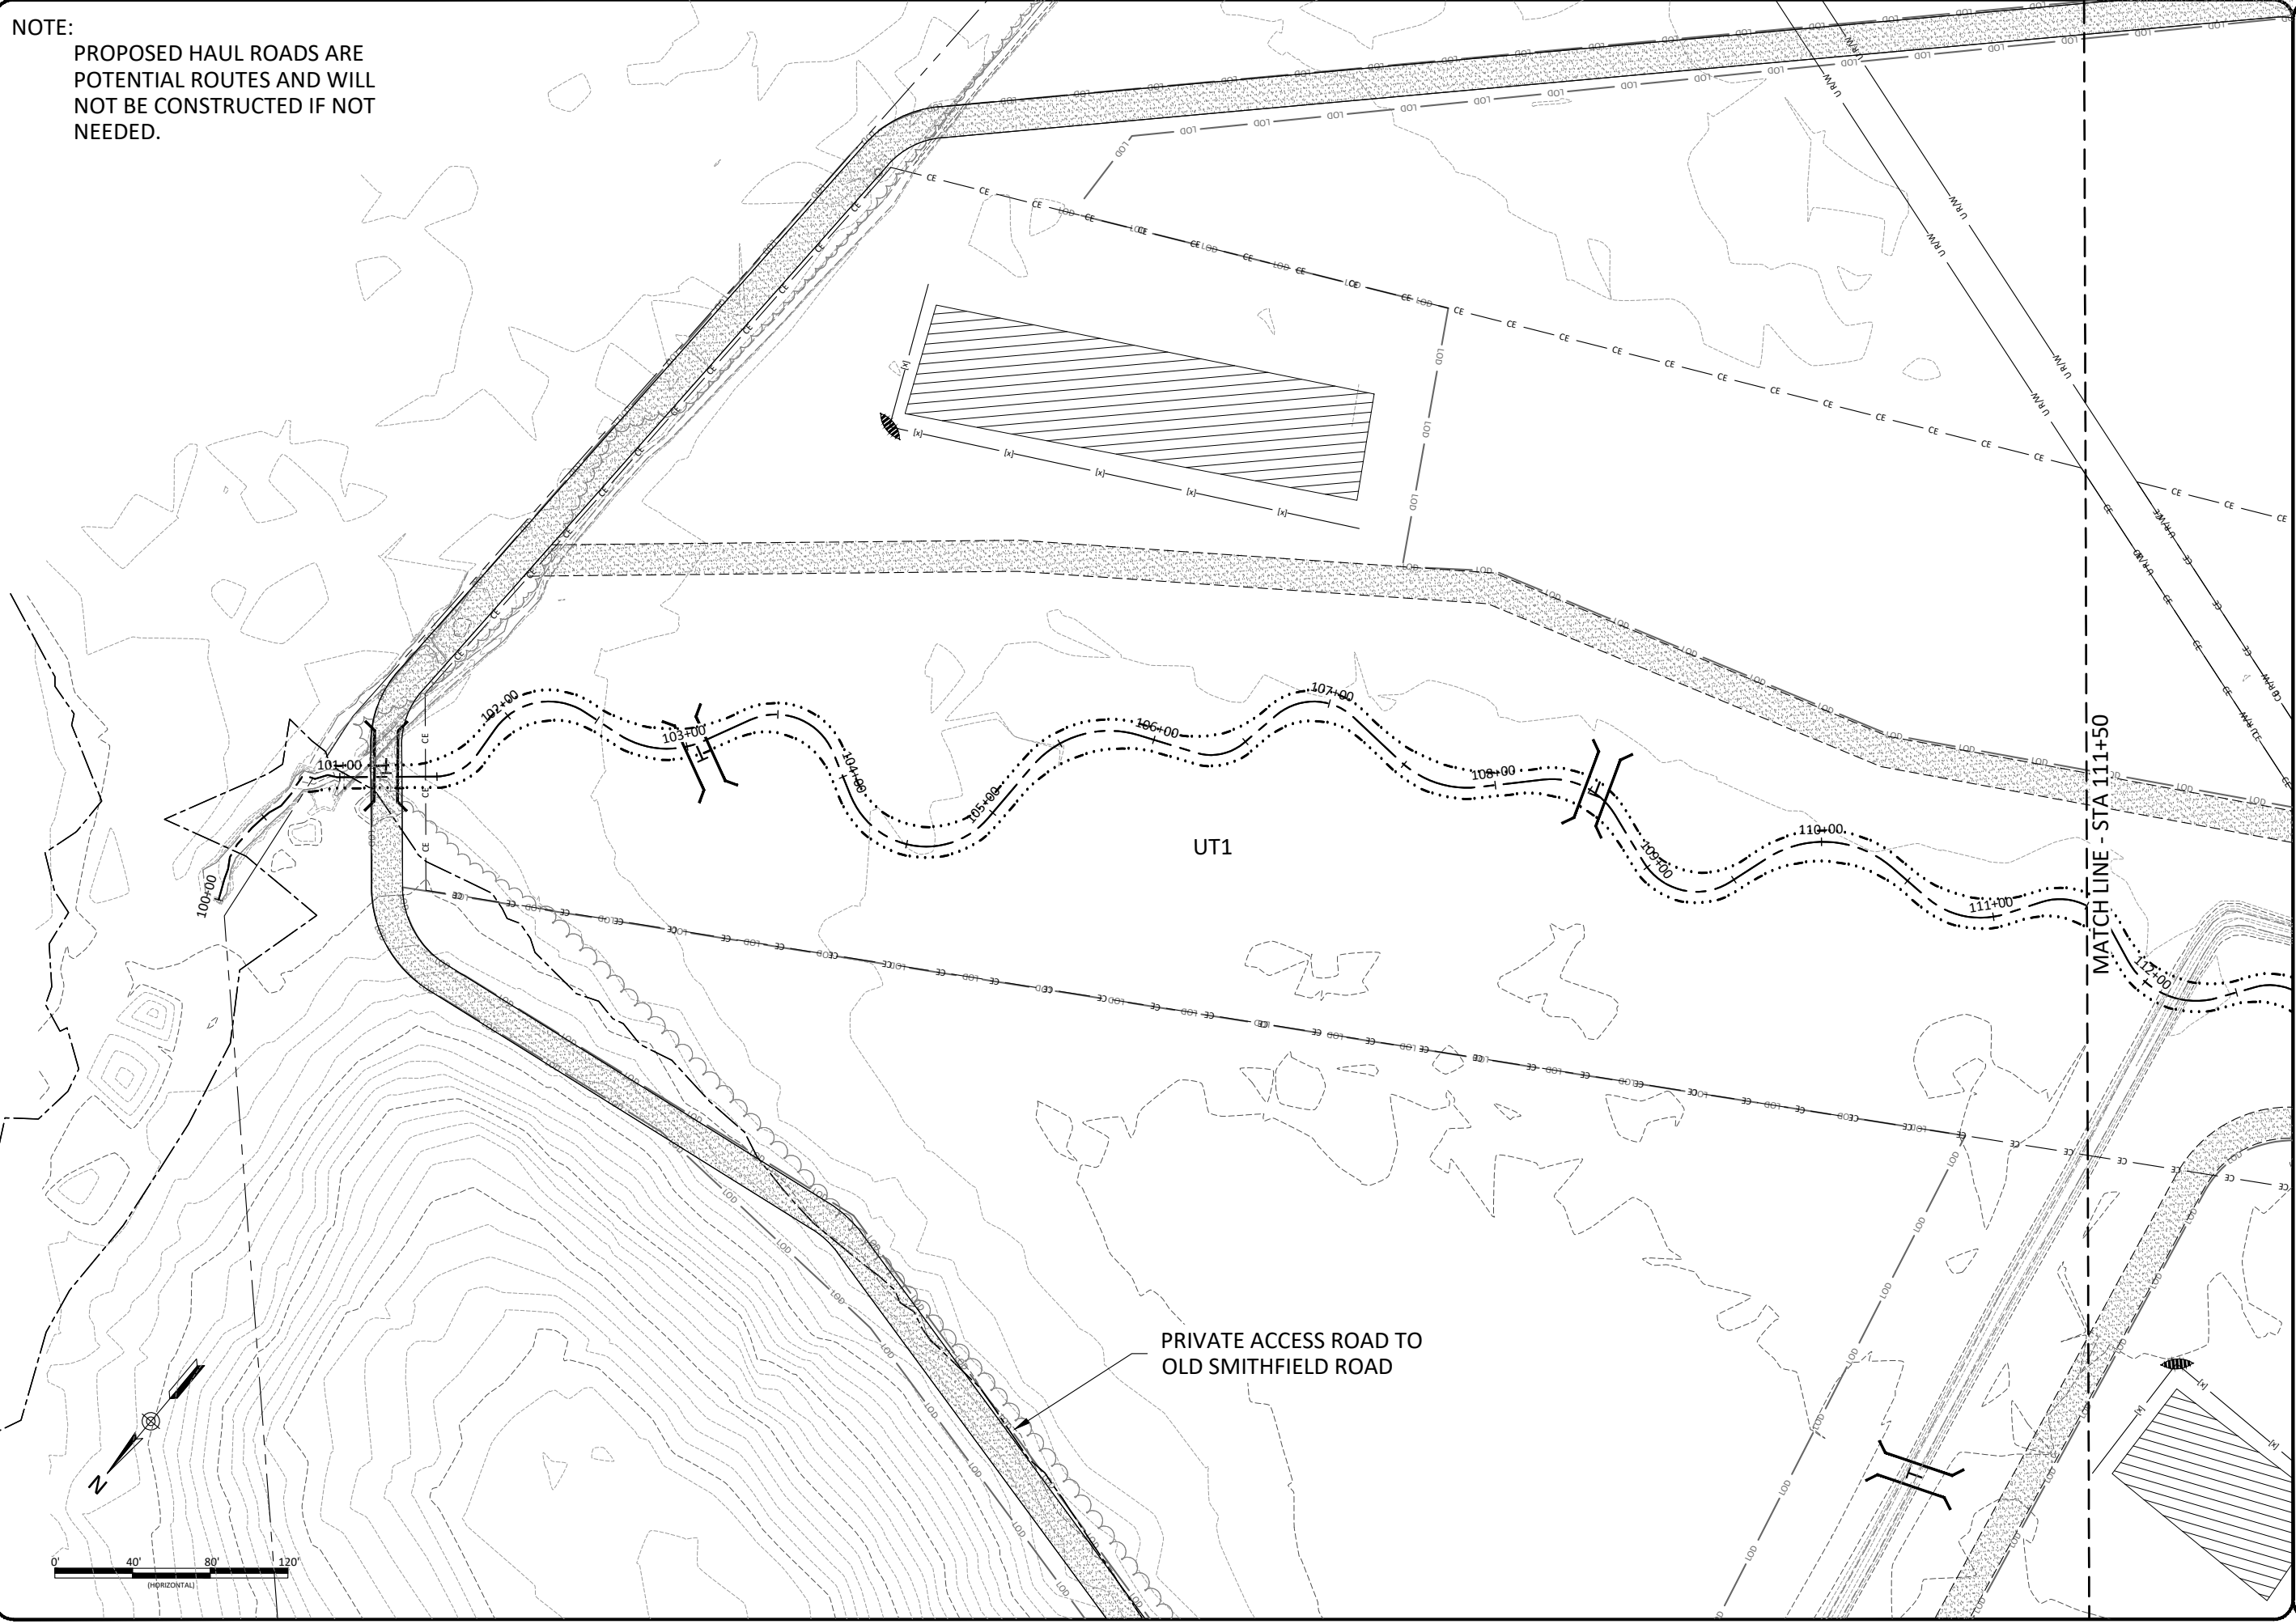 NOTE:
PROPOSED HAUL ROADS ARE
POTENTIAL ROUTES AND WILL
NOT BE CONSTRUCTED IF NOT
NEEDED.
LOD
CE
U R/W
[x]
100+00
101+00
102+00
103+00
104+00
105+00
106+00
107+00
108+00
109+00
110+00
111+00
112+00
UT1
MATCH LINE - STA 111+50
PRIVATE ACCESS ROAD TO
OLD SMITHFIELD ROAD
N
0' 40' 80' 120'
(HORIZONTAL)